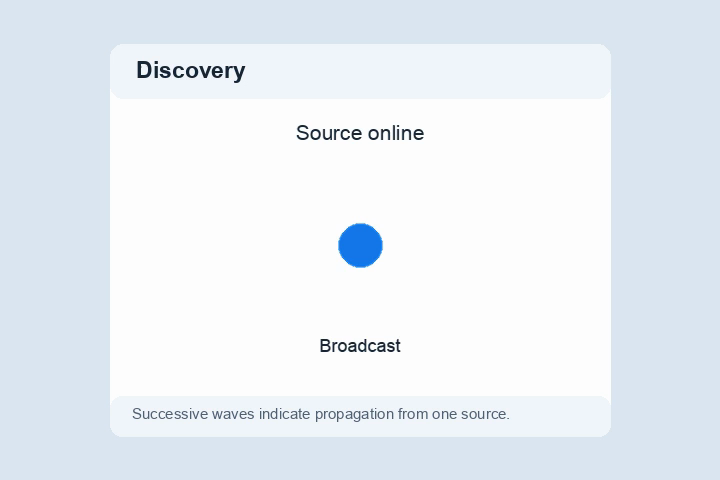 Discovery
Source online
Broadcast
Successive waves indicate propagation from one source.